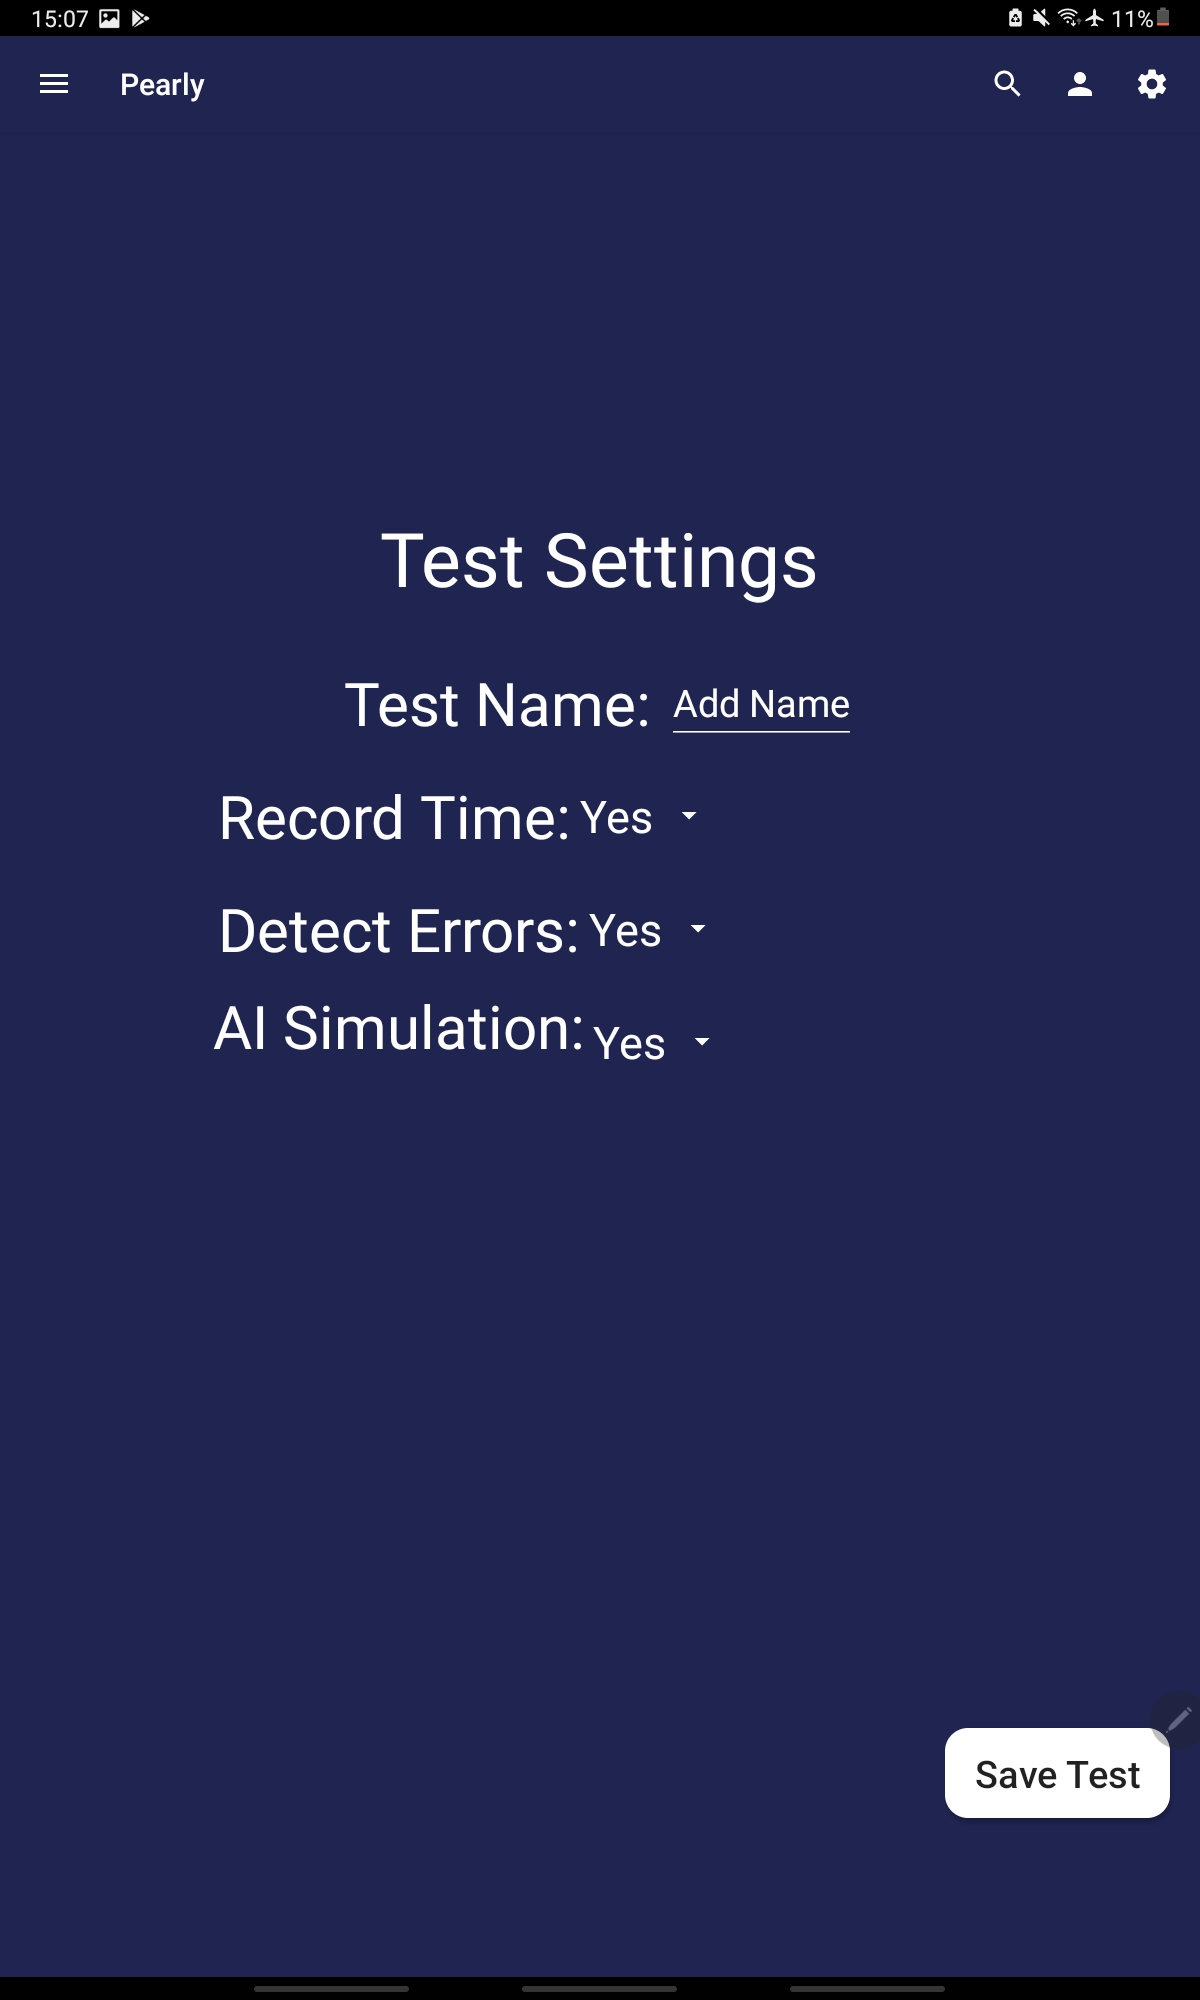 15:07 11%
Pearly
Test Settings
Test Name: Add Name
Record Time: Yes
Detect Errors: Yes
AI Simulation: Yes
Save Test